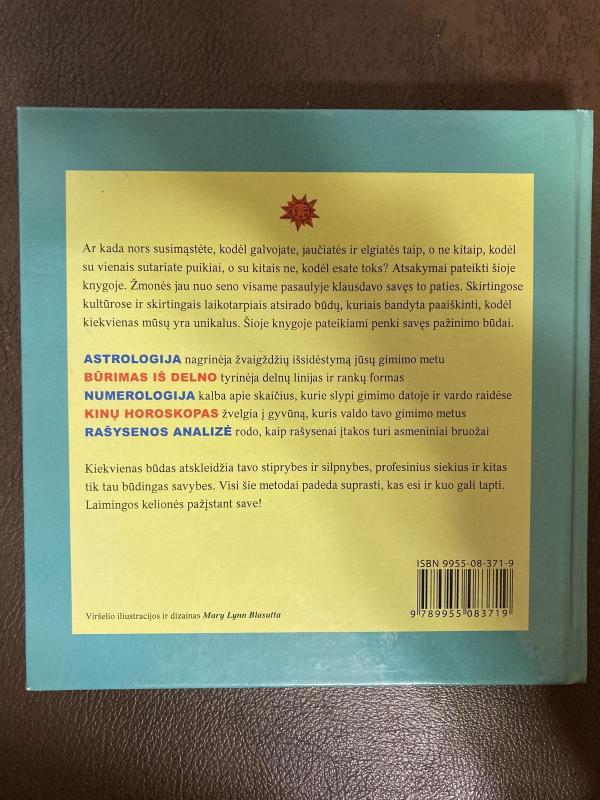 Ar kada nors susimąstėte, kodėl galvojate, jaučiatės ir elgiatės taip, o ne kitaip, kodėl
su vienais sutariate puikiai, o su kitais ne, kodėl esate toks? Atsakymai pateikti šioje
knygoje. Žmonės jau nuo seno visame pasaulyje klausdavo savęs to paties. Skirtingose
kultūrose ir skirtingais laikotarpiais atsirado būdų, kuriais bandyta paaiškinti, kodėl
kiekvienas mūsų yra unikalus. Šioje knygoje pateikiami penki savęs pažinimo būdai.
ASTROLOGIJA nagrinėja žvaigždžių išsidėstymą jūsų gimimo metu
BŪRIMAS IŠ DELNO tyrinėja delnų linijas ir rankų formas
NUMEROLOGIJA kalba apie skaičius, kurie slypi gimimo datoje ir vardo raidėse
KINŲ HOROSKOPAS žvelgia į gyvūną, kuris valdo tavo gimimo metus
RAŠYSENOS ANALIZĖ rodo, kaip rašysenai įtakos turi asmeniniai bruožai
Kiekvienas būdas atskleidžia tavo stiprybes ir silpnybes, profesinius siekius ir kitas
tik tau būdingas savybes. Visi šie metodai padeda suprasti, kas esi ir kuo gali tapti.
Laimingos kelionės pažįstant save!
ISBN 9955-08-371-9
9 789955 083719
Viršelio iliustracijos ir dizainas Mary Lynn Blasutta